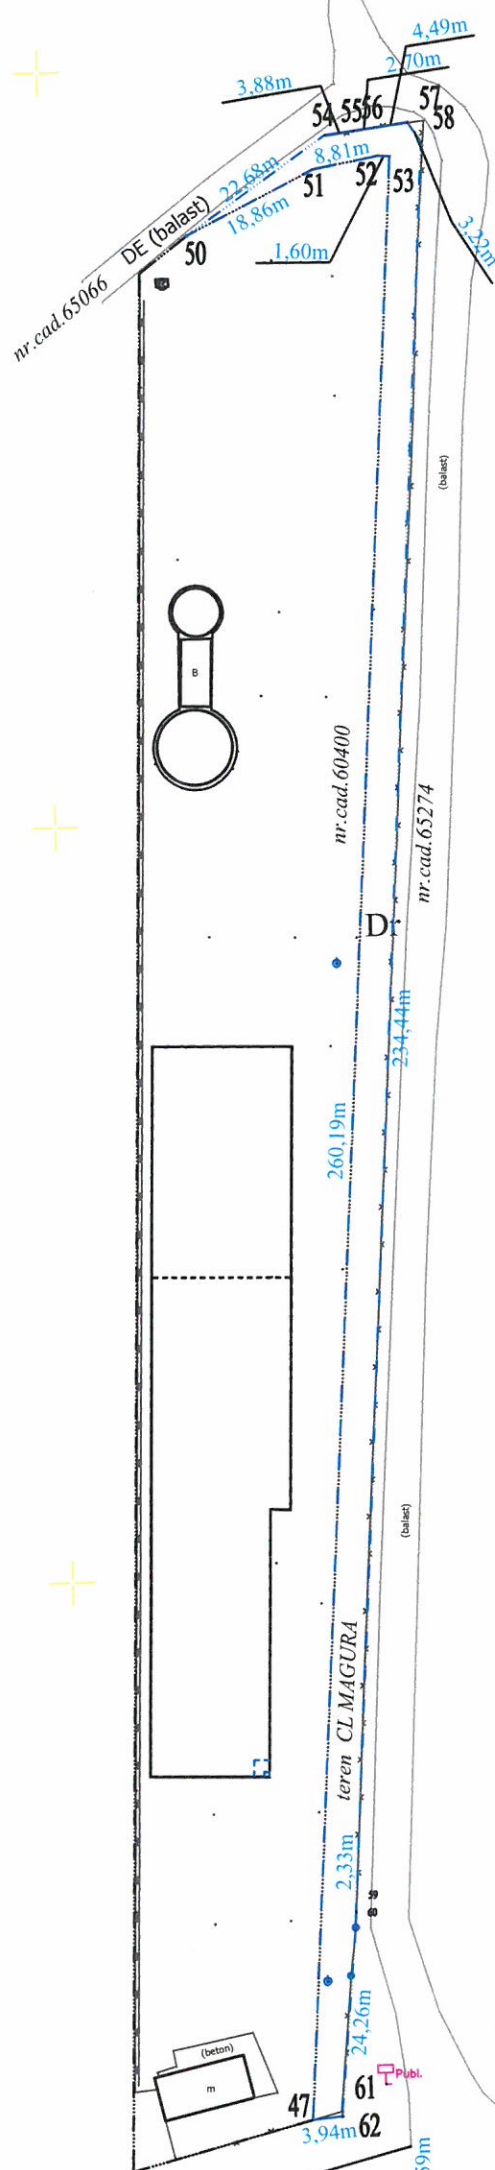 4,49m
2,70m
3,88m
57
54
55
56
58
22,68m
8,81m
51
52
53
18,86m
DE (balast)
50
3,22m
1,60m
nr.cad.65066
(balast)
B
nr.cad.60400
nr.cad.65274
Dr
234,44m
260,19m
(balast)
teren CL MAGURA
2,33m
59
60
24,26m
(beton)
m
Publ.
61
47
62
3,94m